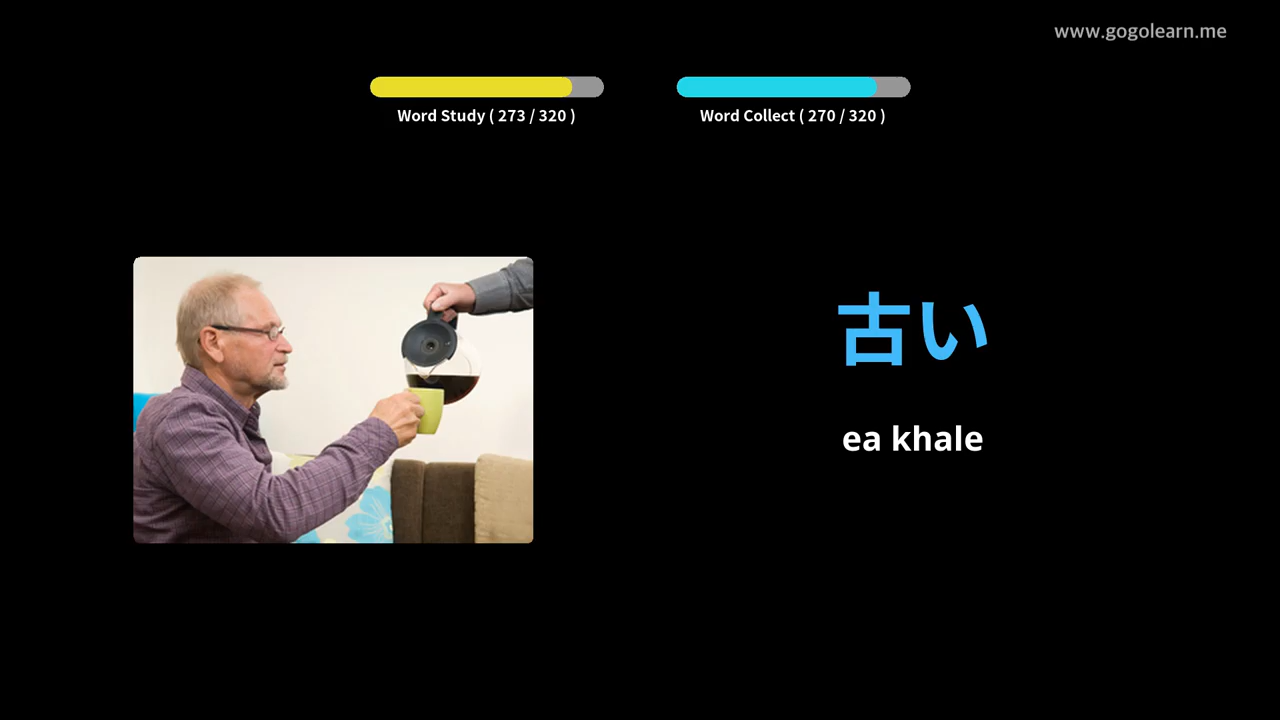 www.gogolearn.me
Word Study ( 273 / 320 )
Word Collect ( 270 / 320 )
古い
ea khale